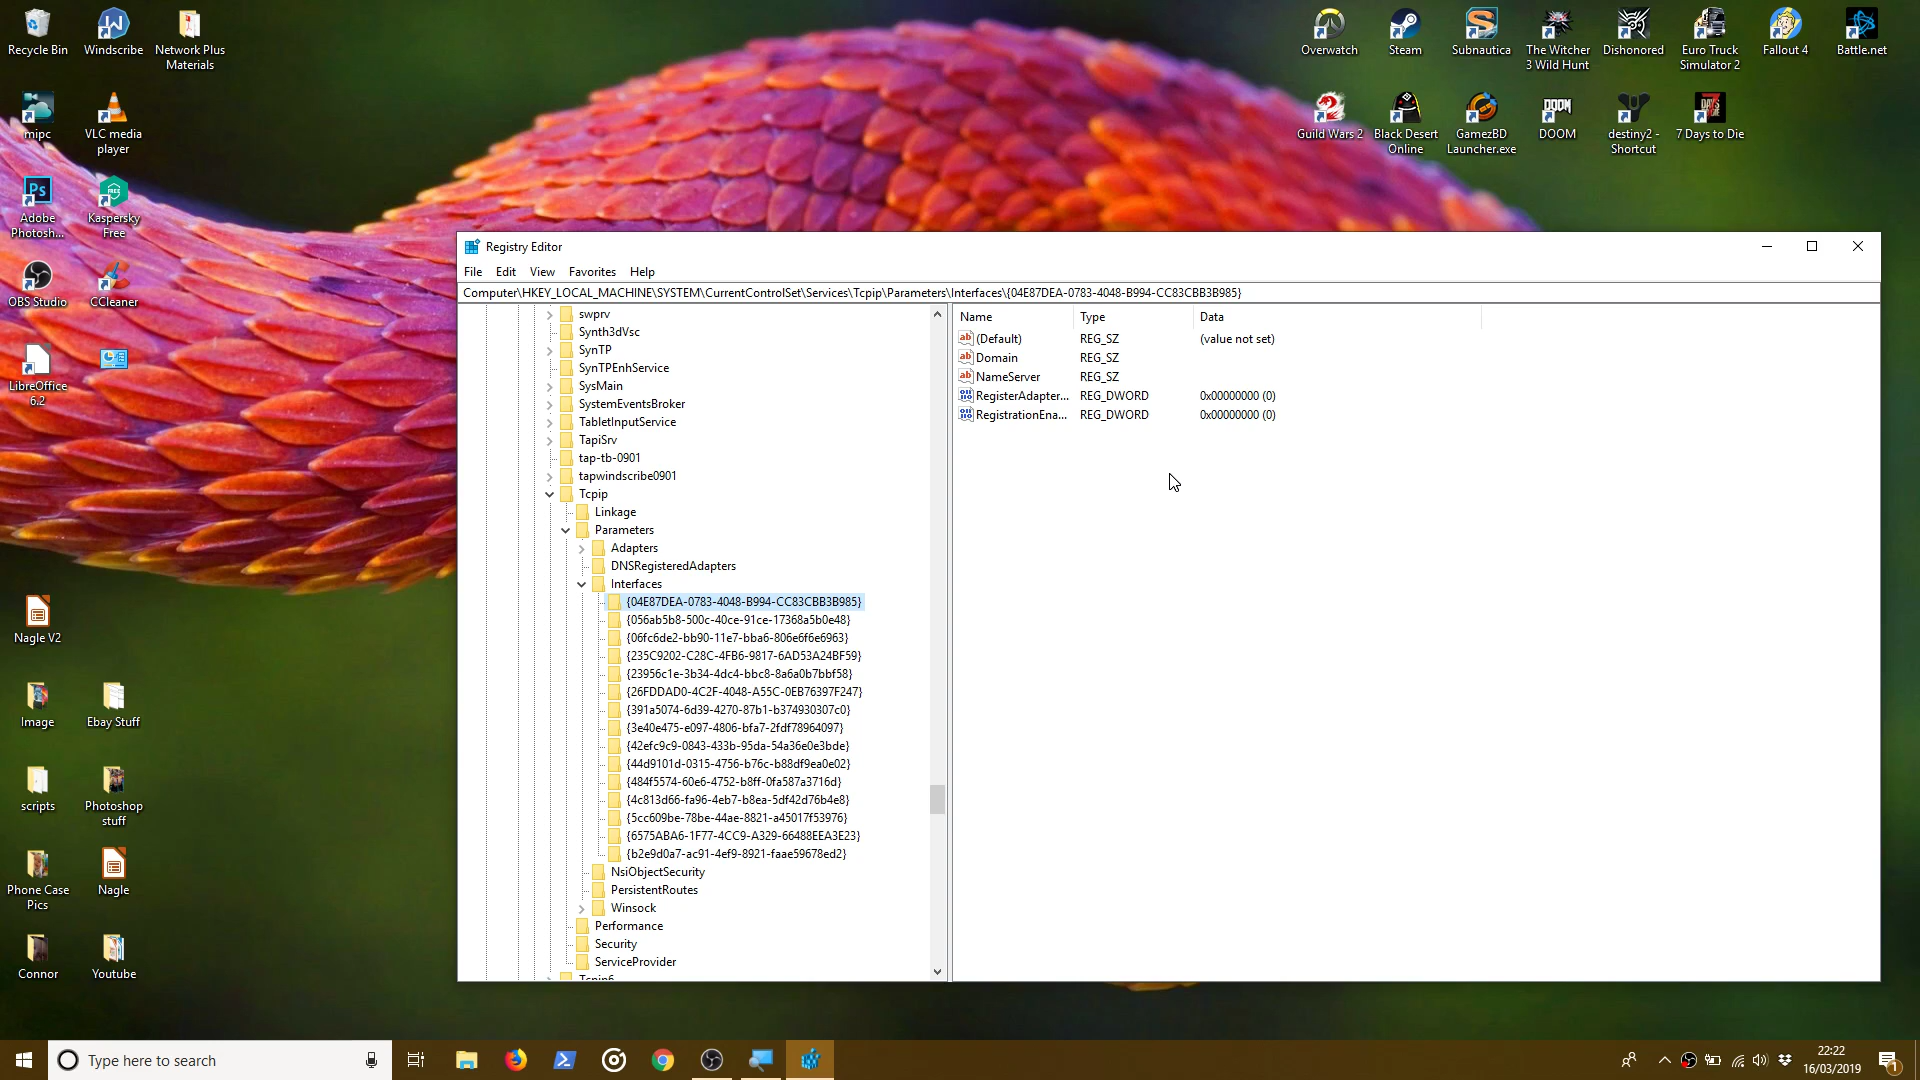 Recycle Bin
Windscribe
Network Plus
Materials
Overwatch
Steam
Subnautica
The Witcher
3 Wild Hunt
Dishonored
Euro Truck
Simulator 2
Fallout 4
Battle.net
mipc
VLC media
player
Guild Wars 2
Black Desert
Online
GamezBD
Launcher.exe
DOOM
DOOM
destiny2 -
Shortcut
7 Days to Die
Ps
Adobe
Photosh...
FREE
Kaspersky
Free
OBS Studio
CCleaner
LibreOffice
6.2
Nagle V2
Image
Ebay Stuff
scripts
Photoshop
stuff
Phone Case
Pics
Nagle
Connor
Youtube
Registry Editor
File Edit View Favorites Help
Computer\HKEY_LOCAL_MACHINE\SYSTEM\CurrentControlSet\Services\Tcpip\Parameters\Interfaces\{04E87DEA-0783-4048-B994-CC83CBB3B985}
swprv
Synth3dVsc
SynTP
SynTPEnhService
SysMain
SystemEventsBroker
TabletInputService
TapiSrv
tap-tb-0901
tapwindscribe0901
Tcpip
Linkage
Parameters
Adapters
DNSRegisteredAdapters
Interfaces
{04E87DEA-0783-4048-B994-CC83CBB3B985}
{056ab5b8-500c-40ce-91ce-17368a5b0e48}
{06fc6de2-bb90-11e7-bba6-806e6f6e6963}
{235C9202-C28C-4FB6-9817-6AD53A24BF59}
{23956c1e-3b34-4dc4-bbc8-8a6a0b7bbf58}
{26FDDAD0-4C2F-4048-A55C-0EB76397F247}
{391a5074-6d39-4270-87b1-b374930307c0}
{3e40e475-e097-4806-bfa7-2fdf78964097}
{42efc9c9-0843-433b-95da-54a36e0e3bde}
{44d9101d-0315-4756-b76c-b88df9ea0e02}
{484f5574-60e6-4752-b8ff-0fa587a3716d}
{4c813d66-fa96-4eb7-b8ea-5df42d76b4e8}
{5cc609be-78be-44ae-8821-a45017f53976}
{6575ABA6-1F77-4CC9-A329-66488EEA3E23}
{b2e9d0a7-ac91-4ef9-8921-faae59678ed2}
NsiObjectSecurity
PersistentRoutes
Winsock
Performance
Security
ServiceProvider
Tcpip6
Name Type Data
(Default) REG_SZ (value not set)
Domain REG_SZ
NameServer REG_SZ
RegisterAdapter... REG_DWORD 0x00000000 (0)
RegistrationEna... REG_DWORD 0x00000000 (0)
Type here to search
22:22
16/03/2019
1